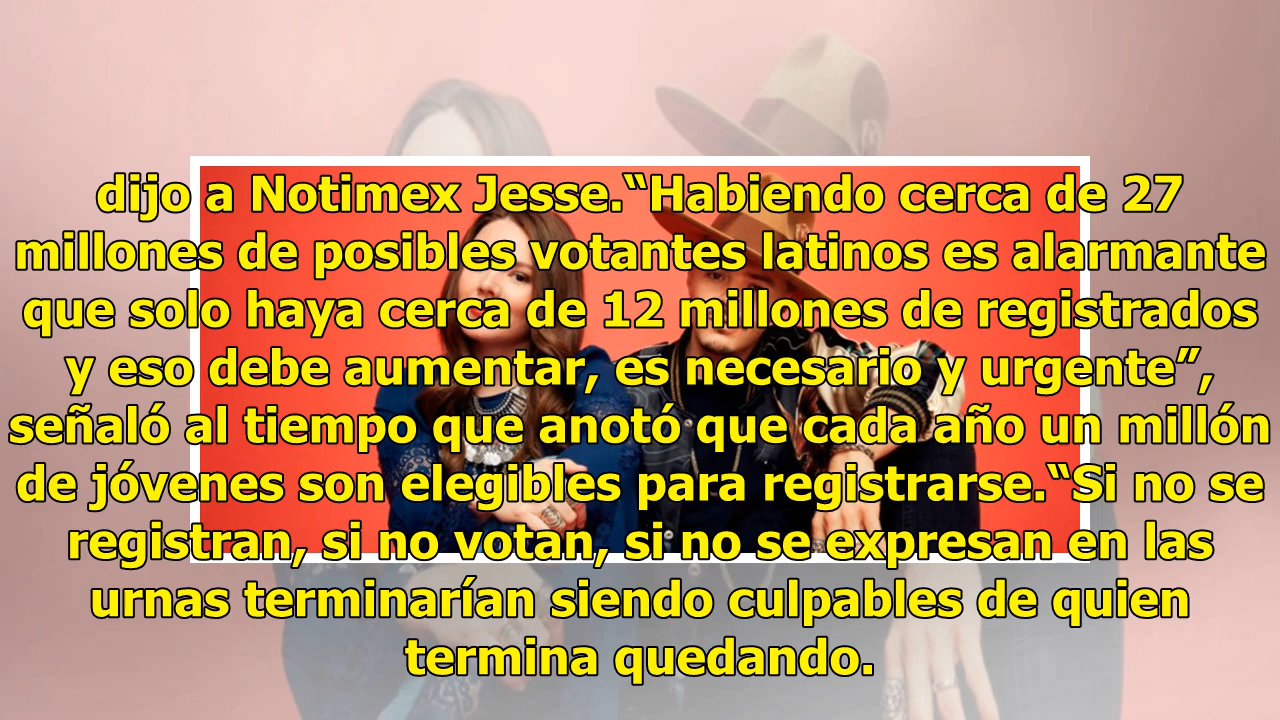 dijo a Notimex Jesse.“Habiendo cerca de 27
millones de posibles votantes latinos es alarmante
que solo haya cerca de 12 millones de registrados
y eso debe aumentar, es necesario y urgente”,
señaló al tiempo que anotó que cada año un millón
de jóvenes son elegibles para registrarse.“Si no se
registran, si no votan, si no se expresan en las
urnas terminarían siendo culpables de quien
termina quedando.